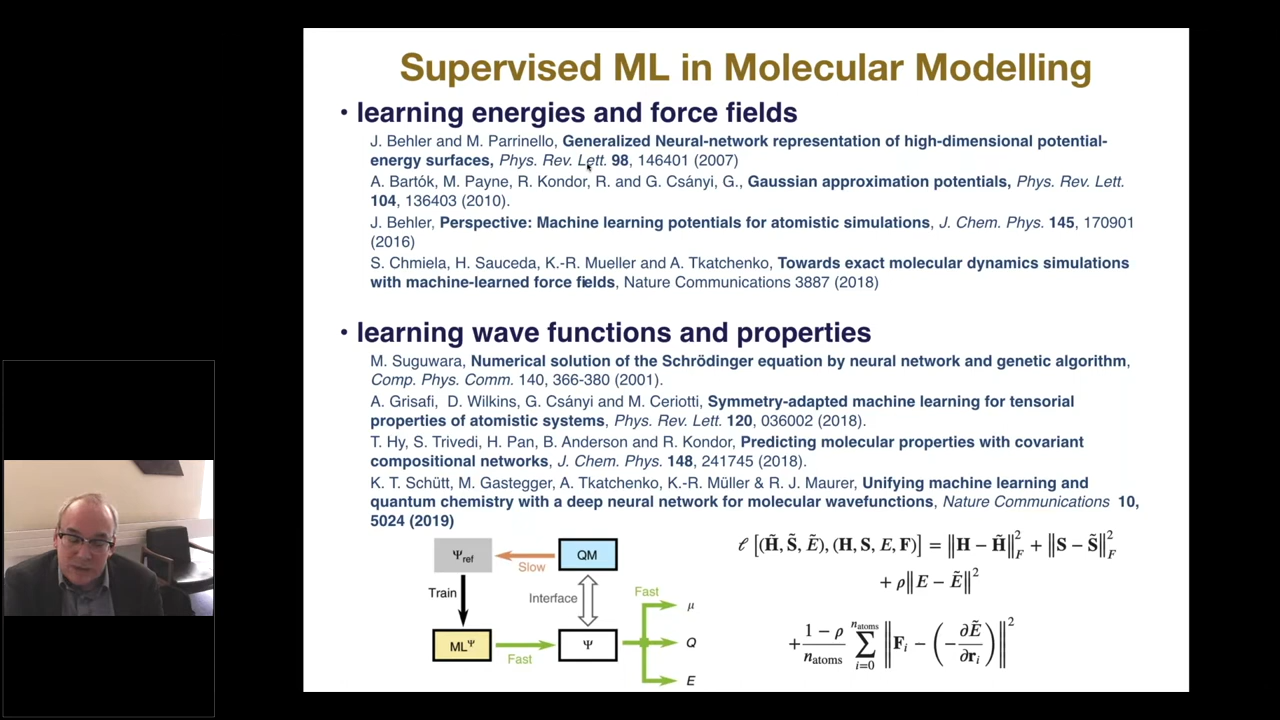 Supervised ML in Molecular Modelling
• learning energies and force fields
J. Behler and M. Parrinello, Generalized Neural-network representation of high-dimensional potential-
energy surfaces, Phys. Rev. Lett. 98, 146401 (2007)
A. Bartók, M. Payne, R. Kondor, R. and G. Csányi, G., Gaussian approximation potentials, Phys. Rev. Lett.
104, 136403 (2010).
J. Behler, Perspective: Machine learning potentials for atomistic simulations, J. Chem. Phys. 145, 170901
(2016)
S. Chmiela, H. Sauceda, K.-R. Mueller and A. Tkatchenko, Towards exact molecular dynamics simulations
with machine-learned force fields, Nature Communications 3887 (2018)
• learning wave functions and properties
M. Suguwara, Numerical solution of the Schrödinger equation by neural network and genetic algorithm,
Comp. Phys. Comm. 140, 366-380 (2001).
A. Grisafi, D. Wilkins, G. Csányi and M. Ceriotti, Symmetry-adapted machine learning for tensorial
properties of atomistic systems, Phys. Rev. Lett. 120, 036002 (2018).
T. Hy, S. Trivedi, H. Pan, B. Anderson and R. Kondor, Predicting molecular properties with covariant
compositional networks, J. Chem. Phys. 148, 241745 (2018).
K. T. Schütt, M. Gastegger, A. Tkatchenko, K.-R. Müller & R. J. Maurer, Unifying machine learning and
quantum chemistry with a deep neural network for molecular wavefunctions, Nature Communications 10,
5024 (2019)
Ψref
QM
Slow
Train
Interface
Fast
MLΨ
Fast
Ψ
μ
Q
E
ℓ [(H̃, S̃, Ẽ), (H, S, E, F)] = ‖H − H̃‖²_F + ‖S − S̃‖²_F
+ ρ‖E − Ẽ‖²
+ (1 − ρ)/n_atoms ∑_{i=0}^{n_atoms} ‖F_i − (−∂Ẽ/∂r_i)‖²